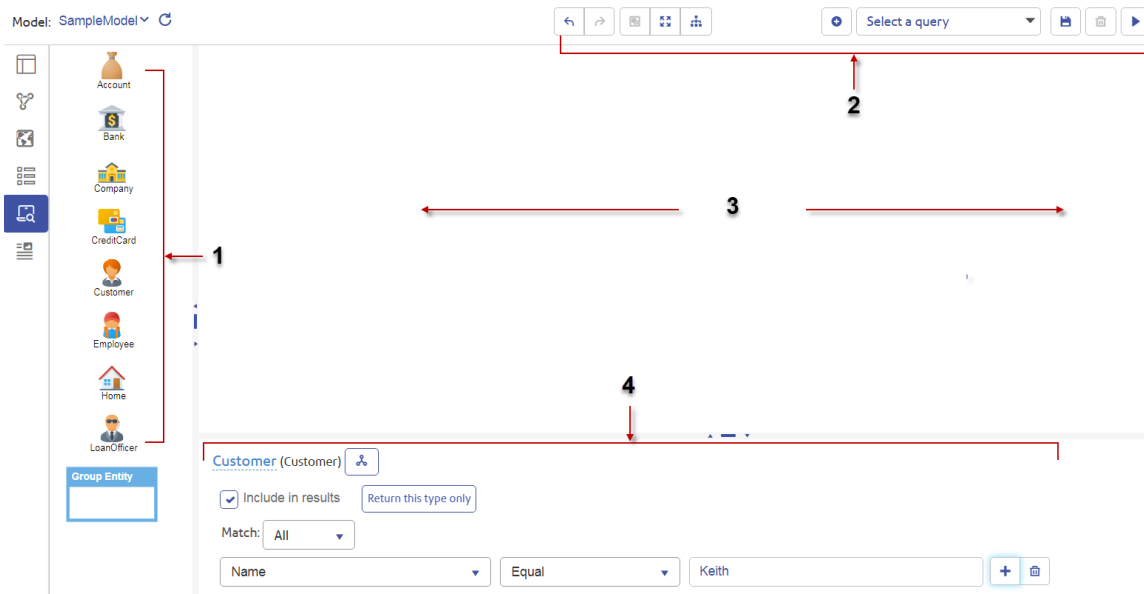 Model: SampleModel
Select a query
Account
Bank
Company
CreditCard
Customer
Employee
Home
LoanOfficer
Group Entity
1
2
3
4
Customer (Customer)
Include in results
Return this type only
Match: All
Name Equal Keith